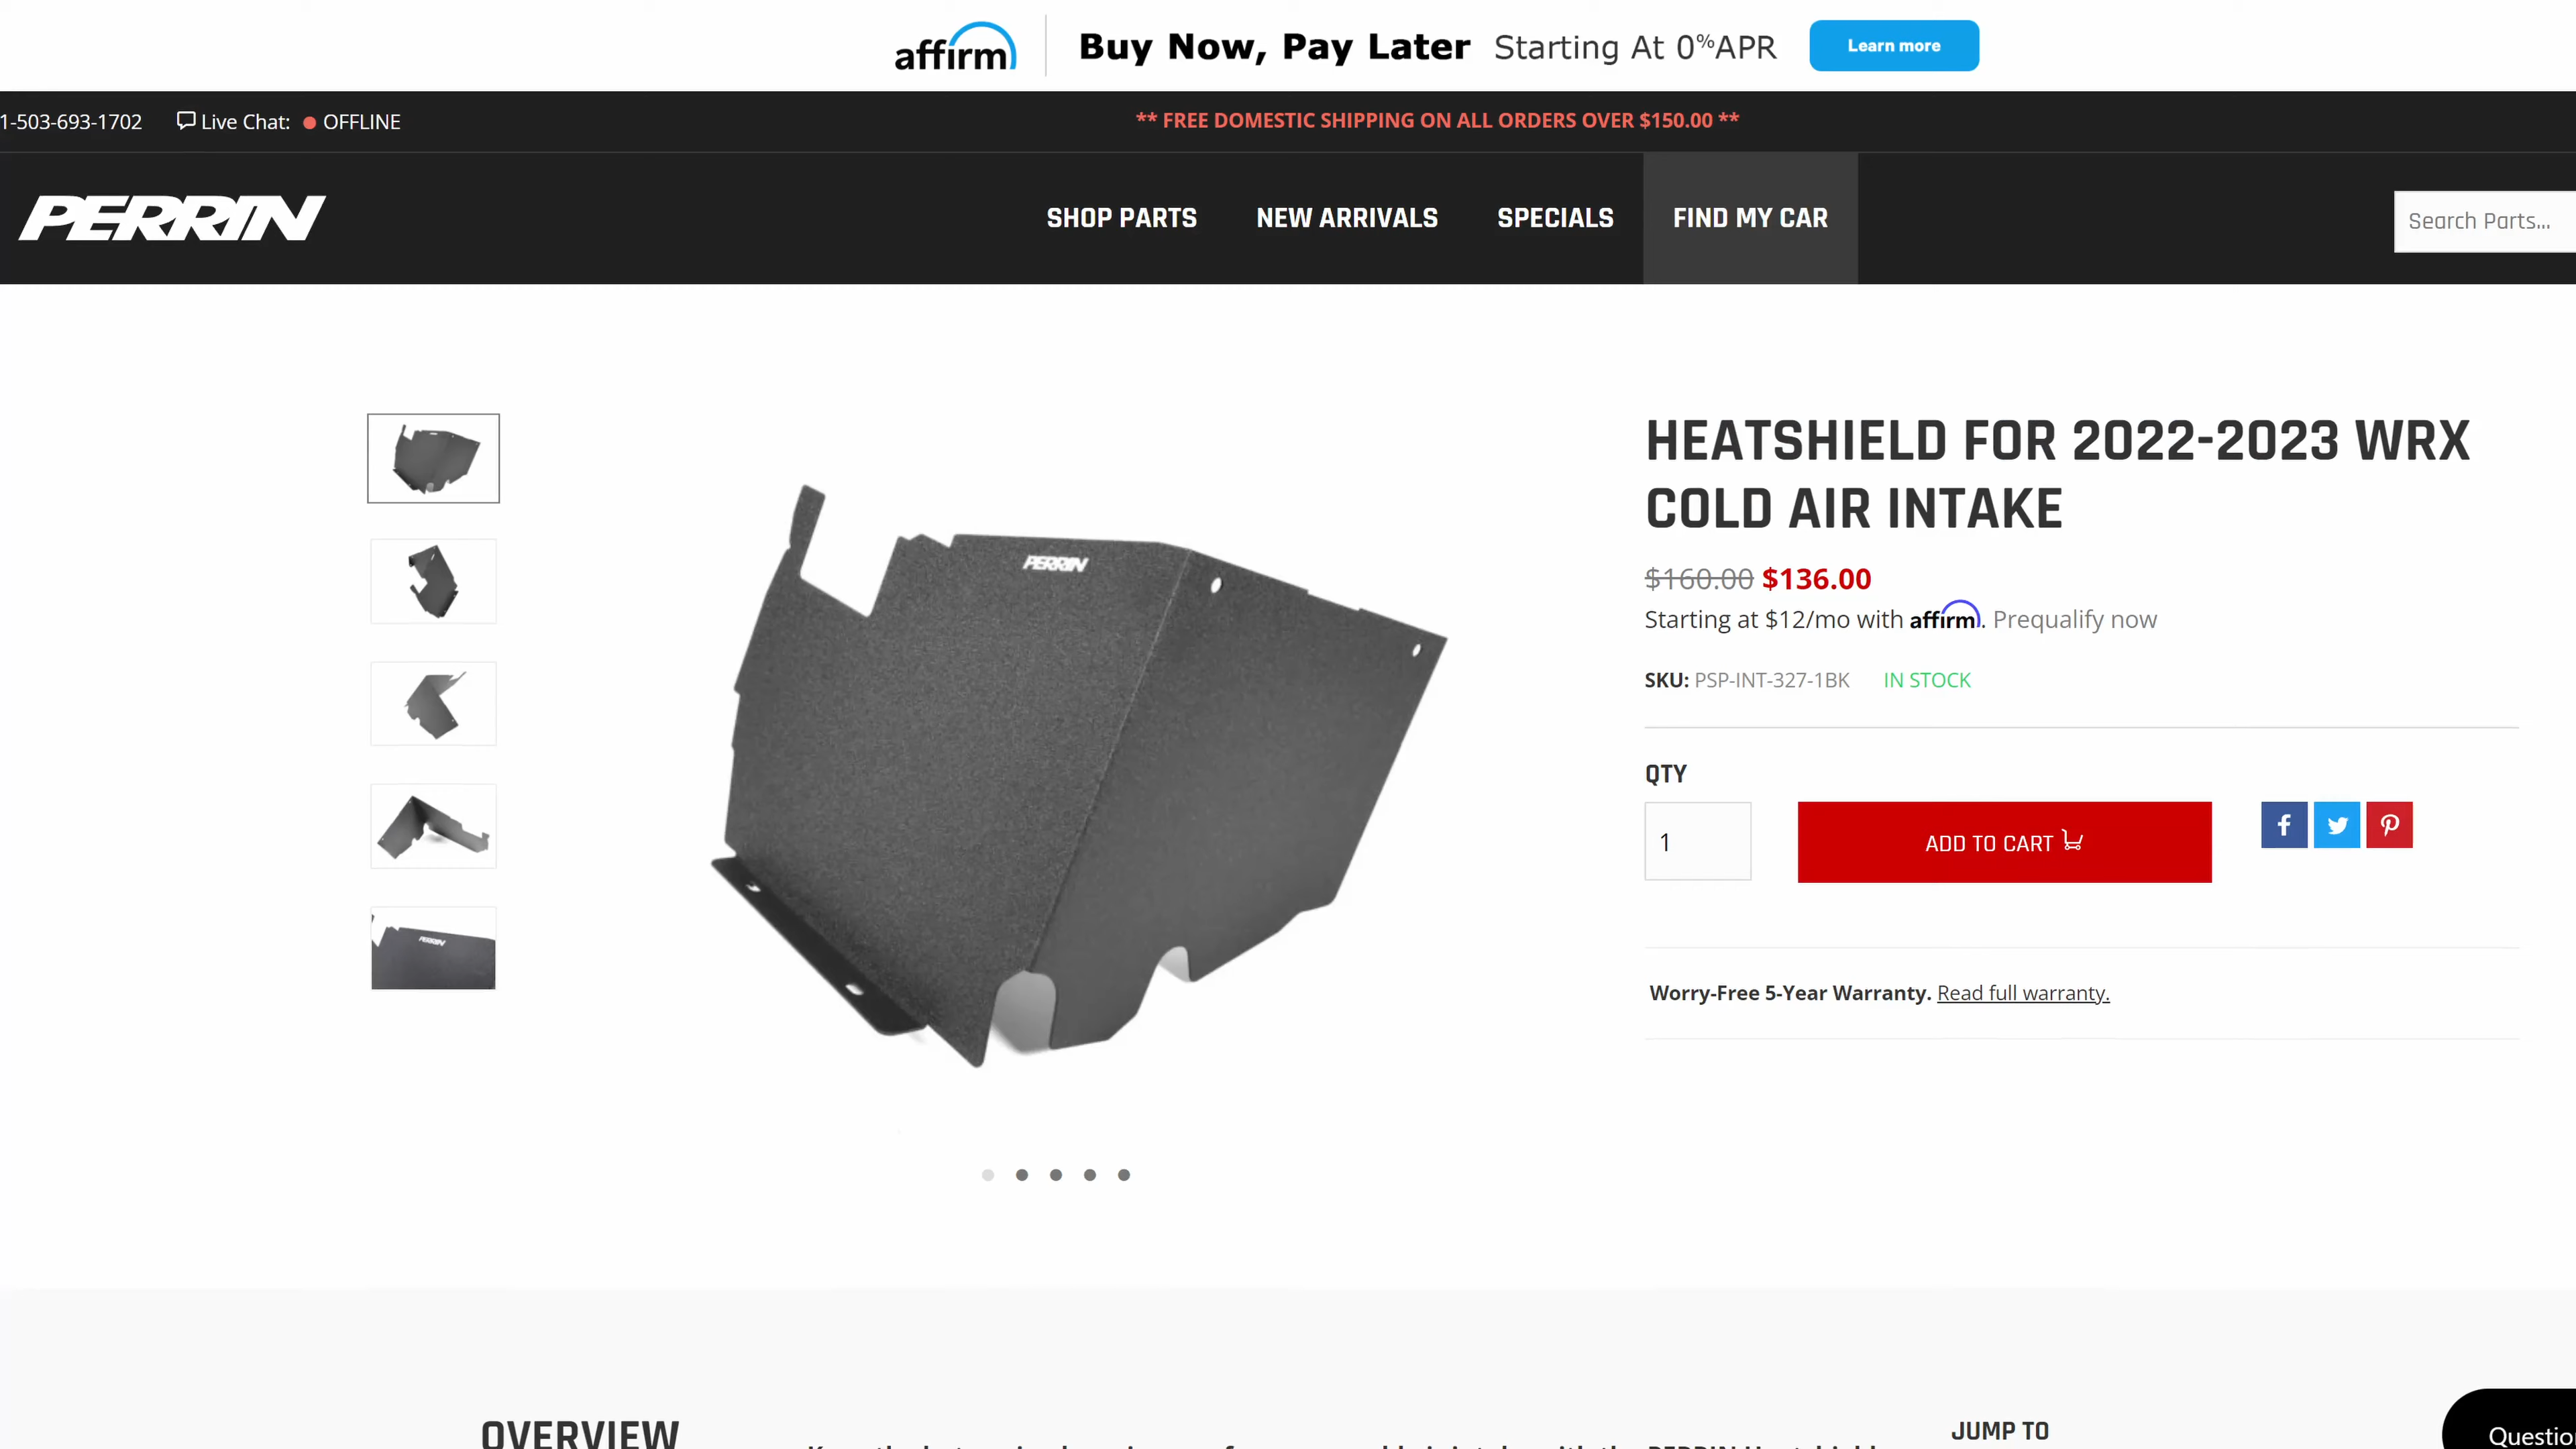 affirm Buy Now, Pay Later Starting At 0%APR Learn more
1-503-693-1702 Live Chat: OFFLINE ** FREE DOMESTIC SHIPPING ON ALL ORDERS OVER $150.00 **
PERRIN SHOP PARTS NEW ARRIVALS SPECIALS FIND MY CAR Search Parts...
PERRIN
PERRIN
HEATSHIELD FOR 2022-2023 WRX
COLD AIR INTAKE
$160.00 $136.00
Starting at $12/mo with affirm. Prequalify now
SKU: PSP-INT-327-1BK IN STOCK
QTY
1 ADD TO CART
Worry-Free 5-Year Warranty. Read full warranty.
OVERVIEW
JUMP TO
Questio